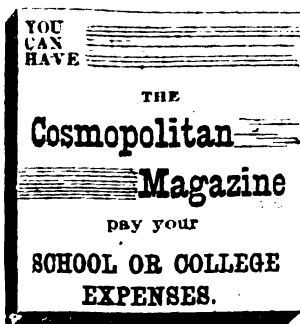 YOU
CAN
HAVE
THE
Cosmopolitan
Magazine
pay your
SCHOOL OR COLLEGE
EXPENSES.